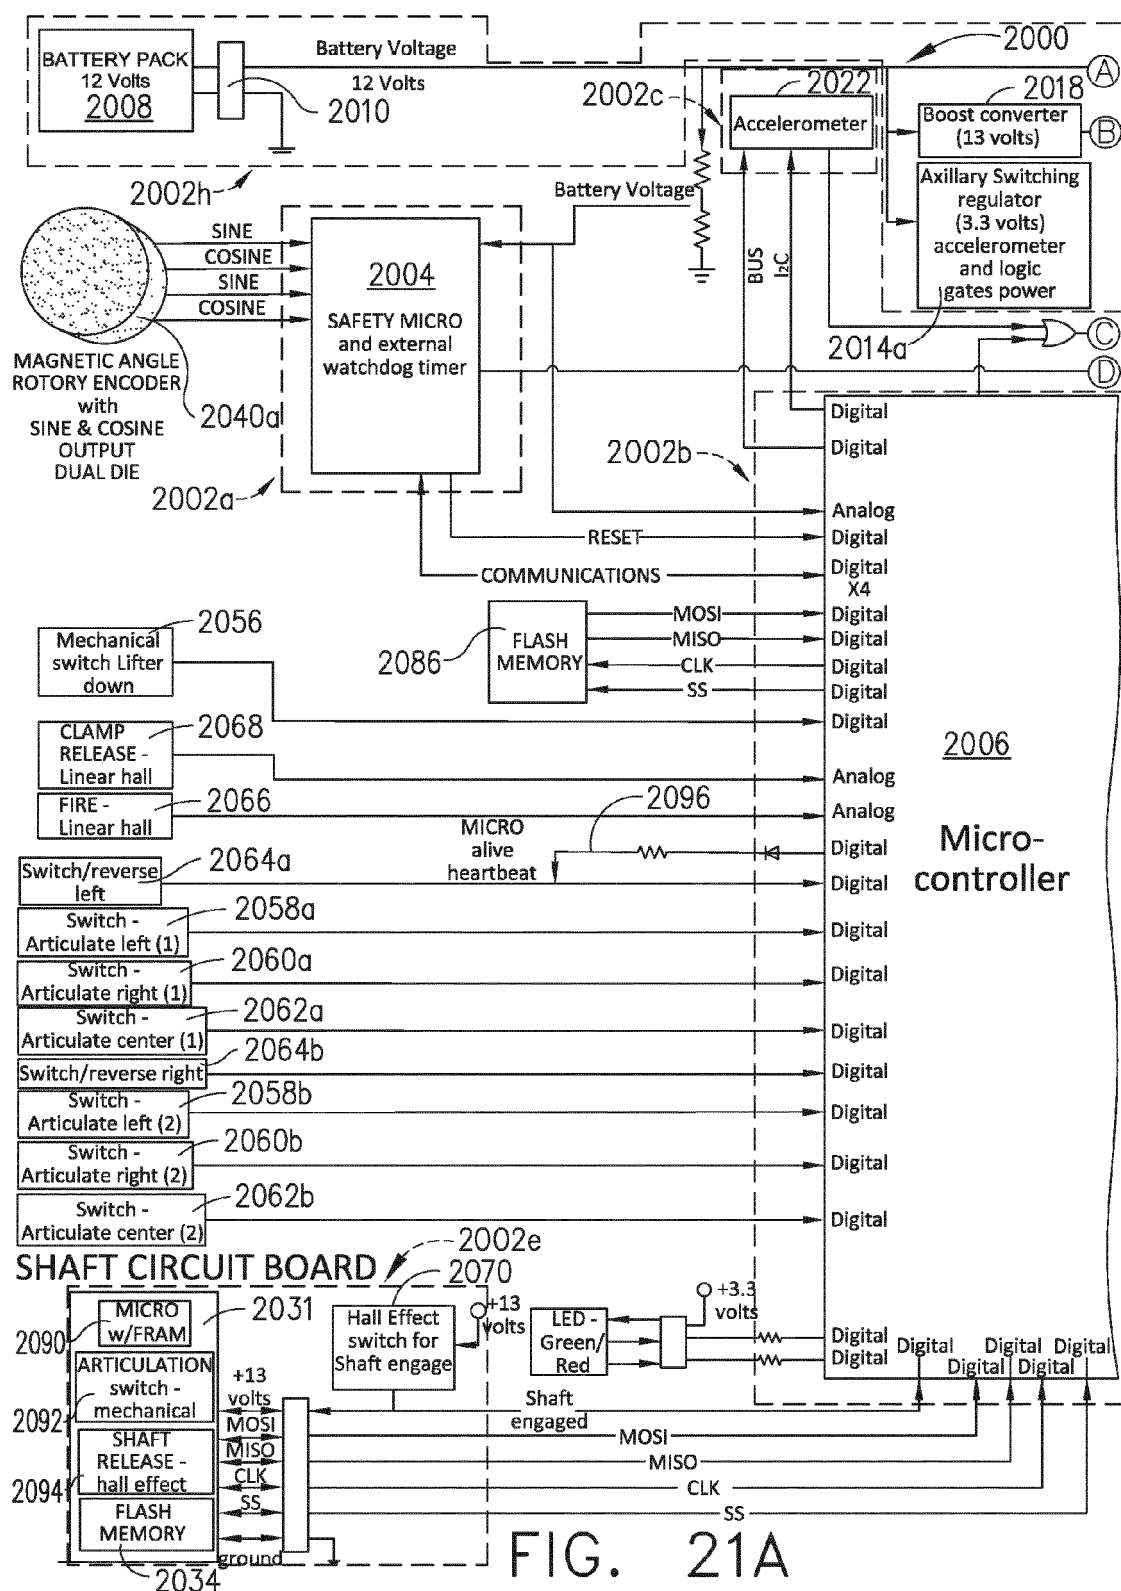 BATTERY PACK
12 Volts
2008
2010
Battery Voltage
12 Volts
2000
A
2002h
2002c
2022
Accelerometer
2018
Boost converter
(13 volts)
B
Axillary Switching
regulator
(3.3 volts)
accelerometer
and logic
gates power
2014a
C
D
Battery Voltage
BUS
I2C
SINE
COSINE
SINE
COSINE
MAGNETIC ANGLE
ROTORY ENCODER
with
SINE & COSINE
OUTPUT
DUAL DIE
2040a
2004
SAFETY MICRO
and external
watchdog timer
2002a
2002b
Digital
Digital
Analog
RESET
Digital
COMMUNICATIONS
Digital
X4
2086
FLASH
MEMORY
MOSI
Digital
MISO
Digital
CLK
Digital
SS
Digital
2056
Mechanical
switch Lifter
down
Digital
2068
CLAMP
RELEASE -
Linear hall
Analog
2066
FIRE -
Linear hall
Analog
2096
MICRO
alive
heartbeat
Digital
2006
Micro-
controller
2064a
Switch/reverse
left
Digital
2058a
Switch -
Articulate left (1)
Digital
2060a
Switch -
Articulate right (1)
Digital
2062a
Switch -
Articulate center (1)
Digital
2064b
Switch/reverse right
Digital
2058b
Switch -
Articulate left (2)
Digital
2060b
Switch -
Articulate right (2)
Digital
2062b
Switch -
Articulate center (2)
Digital
SHAFT CIRCUIT BOARD
2002e
2070
2031
MICRO
w/FRAM
2090
ARTICULATION
switch -
mechanical
2092
SHAFT
RELEASE -
hall effect
2094
FLASH
MEMORY
2034
Hall Effect
switch for
Shaft engage
+13
volts
+13
volts
MOSI
MISO
CLK
SS
ground
LED -
Green/
Red
+3.3
volts
Digital
Digital
Digital
Digital
Digital
Digital
Digital
Shaft
engaged
MOSI
MISO
CLK
SS
FIG. 21A